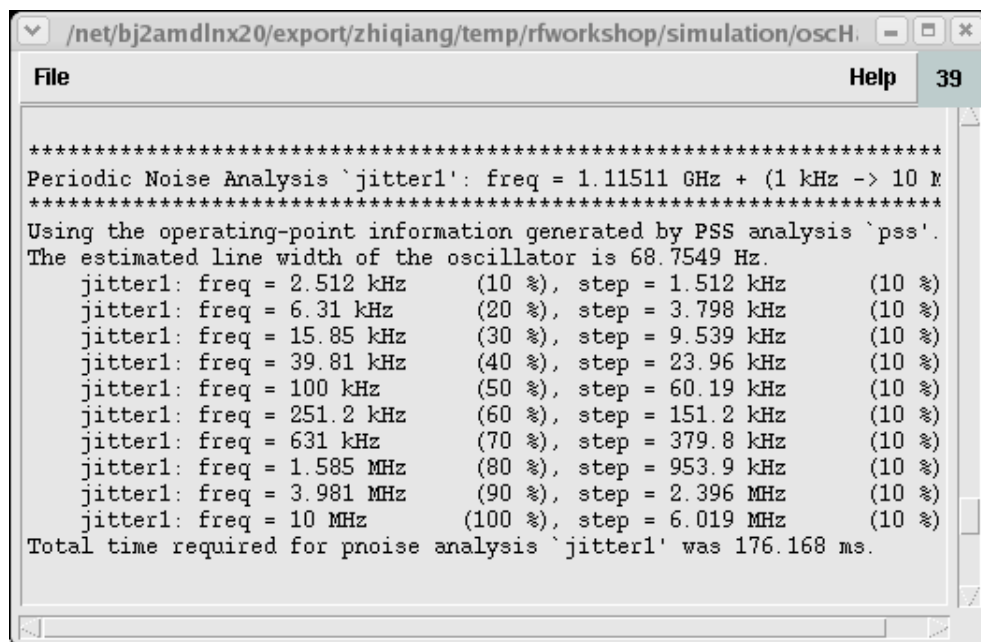 /net/bj2amdlnx20/export/zhiqiang/temp/rfworkshop/simulation/oscHa
File Help 39
************************************************************************
Periodic Noise Analysis `jitter1': freq = 1.11511 GHz + (1 kHz -> 10 M
************************************************************************
Using the operating-point information generated by PSS analysis `pss'.
The estimated line width of the oscillator is 68.7549 Hz.
jitter1: freq = 2.512 kHz (10 %), step = 1.512 kHz (10 %)
jitter1: freq = 6.31 kHz (20 %), step = 3.798 kHz (10 %)
jitter1: freq = 15.85 kHz (30 %), step = 9.539 kHz (10 %)
jitter1: freq = 39.81 kHz (40 %), step = 23.96 kHz (10 %)
jitter1: freq = 100 kHz (50 %), step = 60.19 kHz (10 %)
jitter1: freq = 251.2 kHz (60 %), step = 151.2 kHz (10 %)
jitter1: freq = 631 kHz (70 %), step = 379.8 kHz (10 %)
jitter1: freq = 1.585 MHz (80 %), step = 953.9 kHz (10 %)
jitter1: freq = 3.981 MHz (90 %), step = 2.396 MHz (10 %)
jitter1: freq = 10 MHz (100 %), step = 6.019 MHz (10 %)
Total time required for pnoise analysis `jitter1' was 176.168 ms.